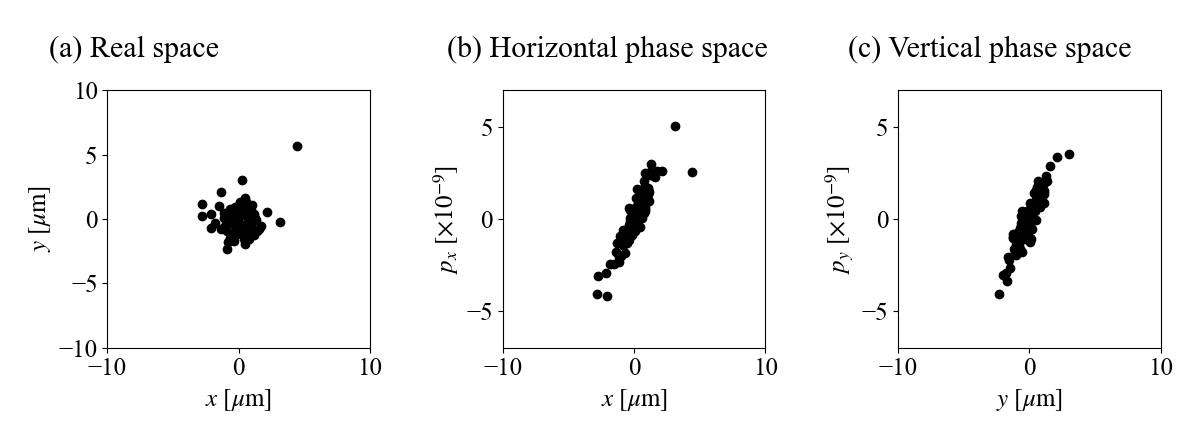 (a) Real space
(b) Horizontal phase space
(c) Vertical phase space
10
5
0
−5
−10
y [μm]
−10
0
10
x [μm]
5
0
−5
pₓ [×10⁻⁹]
−10
0
10
x [μm]
5
0
−5
p_y [×10⁻⁹]
−10
0
10
y [μm]